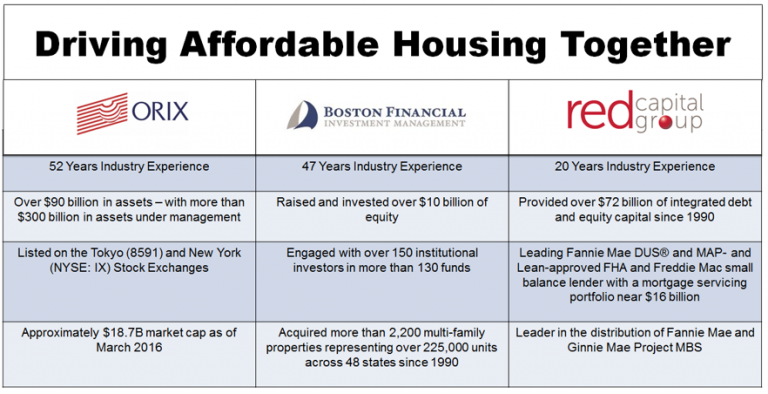 Driving Affordable Housing Together
ORIX
BOSTON FINANCIAL
INVESTMENT MANAGEMENT
red capital
group
52 Years Industry Experience
47 Years Industry Experience
20 Years Industry Experience
Over $90 billion in assets – with more than
$300 billion in assets under management
Raised and invested over $10 billion of
equity
Provided over $72 billion of integrated debt
and equity capital since 1990
Listed on the Tokyo (8591) and New York
(NYSE: IX) Stock Exchanges
Engaged with over 150 institutional
investors in more than 130 funds
Leading Fannie Mae DUS® and MAP- and
Lean-approved FHA and Freddie Mac small
balance lender with a mortgage servicing
portfolio near $16 billion
Approximately $18.7B market cap as of
March 2016
Acquired more than 2,200 multi-family
properties representing over 225,000 units
across 48 states since 1990
Leader in the distribution of Fannie Mae and
Ginnie Mae Project MBS